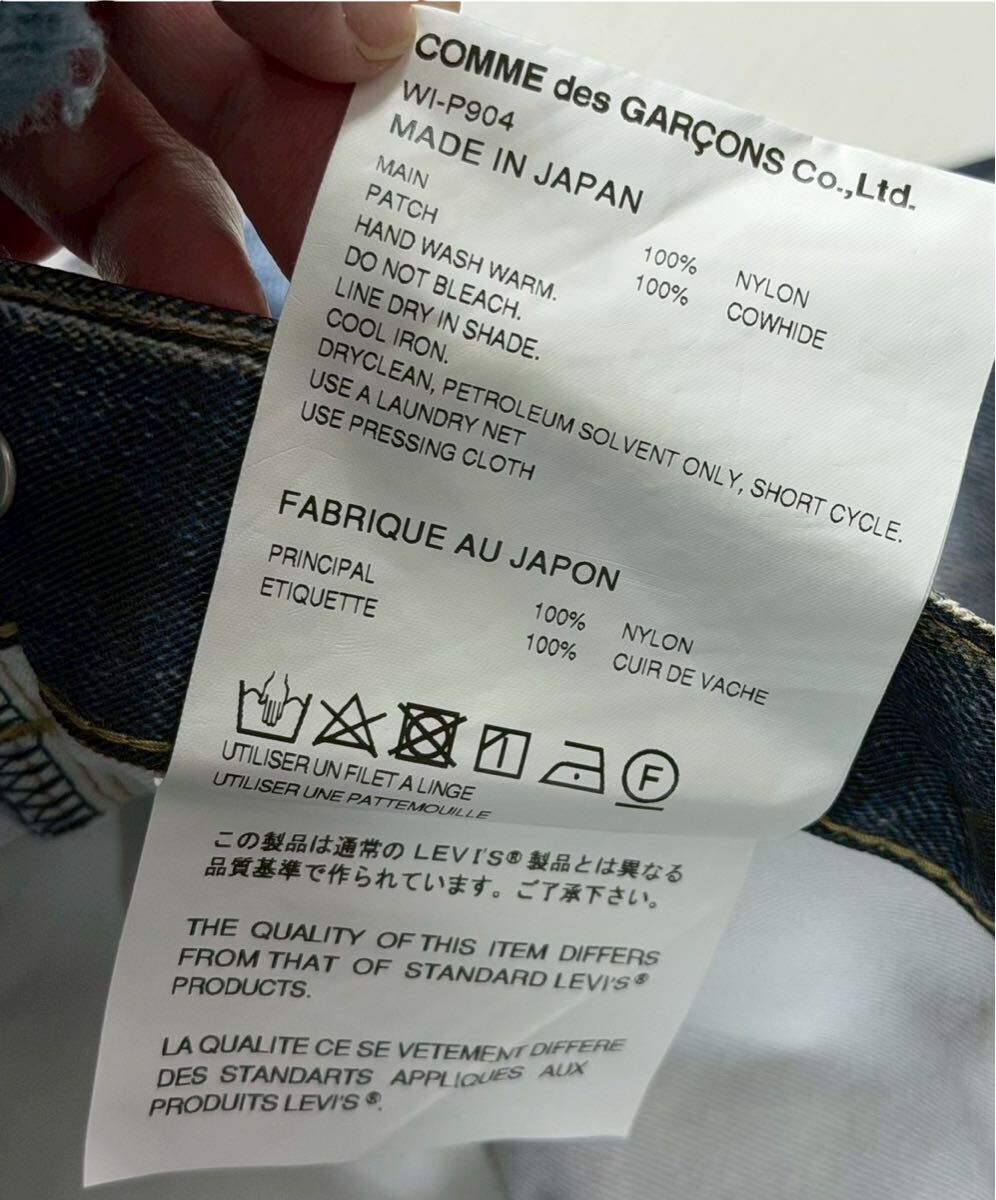 COMME des GARÇONS Co.,Ltd.
WI-P904
MADE IN JAPAN
MAIN 100% NYLON
PATCH 100% COWHIDE
HAND WASH WARM.
DO NOT BLEACH.
LINE DRY IN SHADE.
COOL IRON.
DRYCLEAN, PETROLEUM SOLVENT ONLY, SHORT CYCLE.
USE A LAUNDRY NET
USE PRESSING CLOTH
FABRIQUE AU JAPON
PRINCIPAL 100% NYLON
ETIQUETTE 100% CUIR DE VACHE
F
UTILISER UN FILET A LINGE
UTILISER UNE PATTEMOUILLE
この製品は通常の LEVI'S® 製品とは異なる
品質基準で作られています。ご了承下さい。
THE QUALITY OF THIS ITEM DIFFERS
FROM THAT OF STANDARD LEVI'S®
PRODUCTS.
LA QUALITE CE SE VETEMENT DIFFERE
DES STANDARTS APPLIQUES AUX
PRODUITS LEVI'S®.